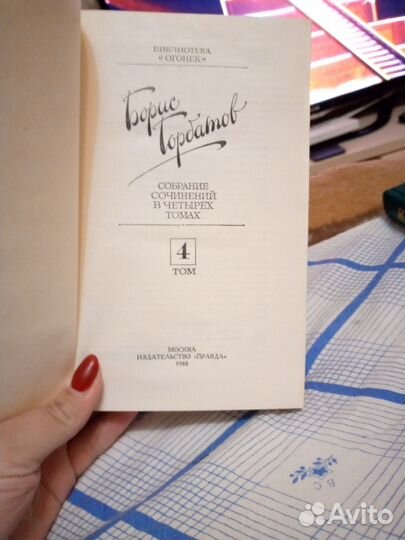 БИБЛИОТЕКА
«ОГОНЕК»
Борис
Горбатов
СОБРАНИЕ
СОЧИНЕНИЙ
В ЧЕТЫРЕХ
ТОМАХ
4
ТОМ
МОСКВА
ИЗДАТЕЛЬСТВО «ПРАВДА»
1988
В С
Avito